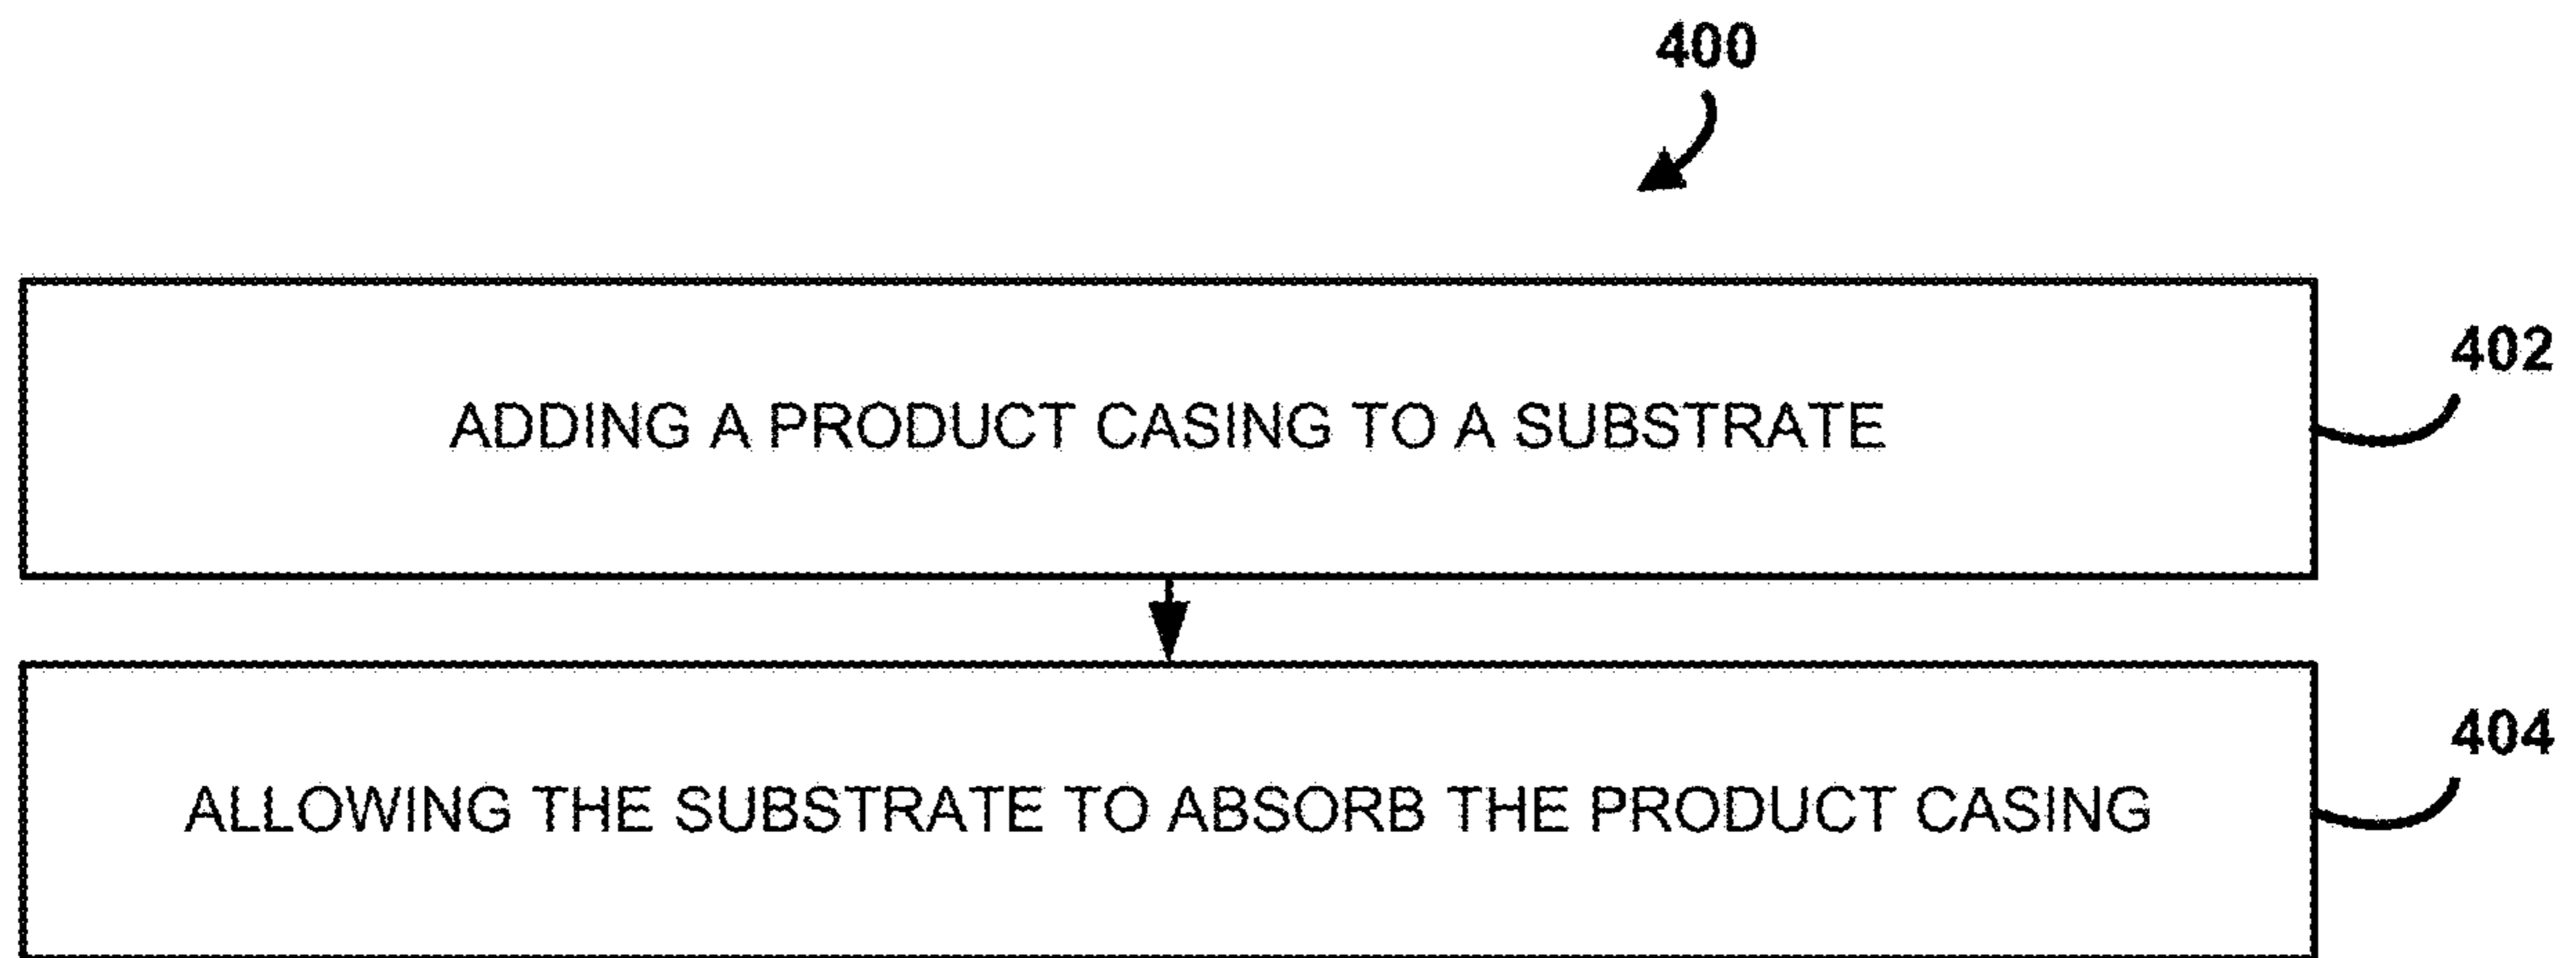 400
402
ADDING A PRODUCT CASING TO A SUBSTRATE
404
ALLOWING THE SUBSTRATE TO ABSORB THE PRODUCT CASING